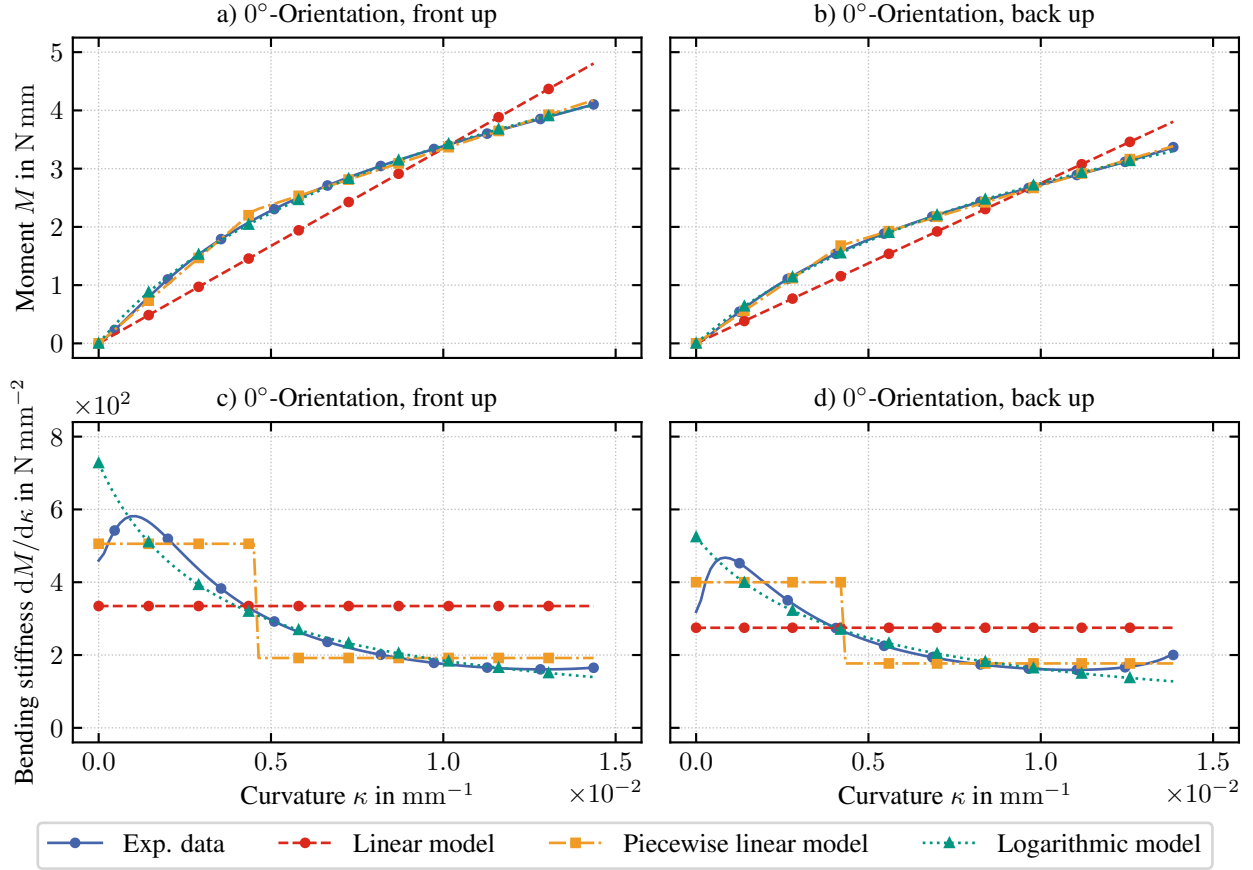 a) 0°-Orientation, front up
b) 0°-Orientation, back up
5
4
3
2
1
0
Moment M in N mm
×10²
c) 0°-Orientation, front up
d) 0°-Orientation, back up
8
6
4
2
0
Bending stiffness dM/dκ in N mm⁻²
0.0 0.5 1.0 1.5
0.0 0.5 1.0 1.5
Curvature κ in mm⁻¹ ×10⁻²
Curvature κ in mm⁻¹ ×10⁻²
Exp. data Linear model Piecewise linear model Logarithmic model